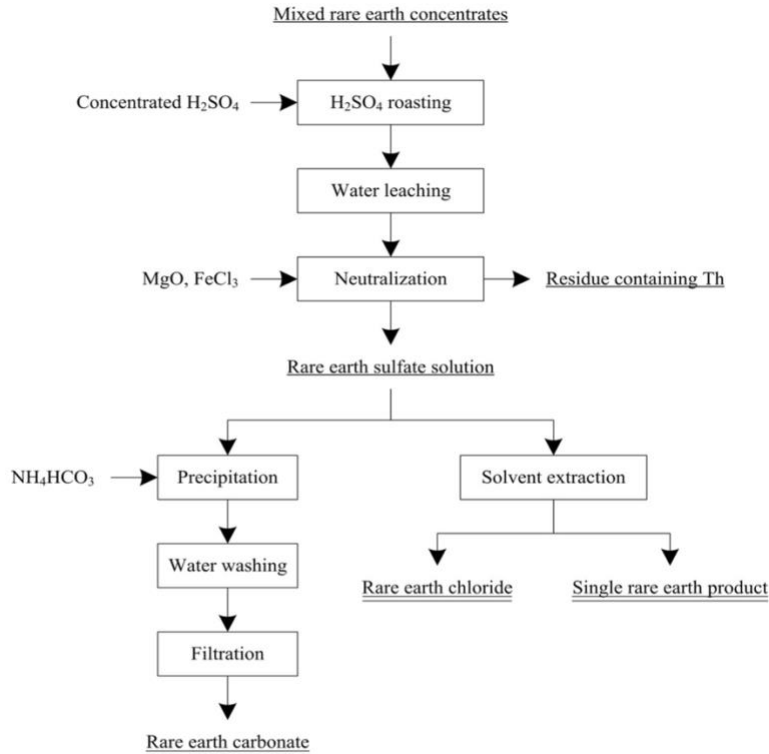 Mixed rare earth concentrates
Concentrated H₂SO₄
H₂SO₄ roasting
Water leaching
MgO, FeCl₃
Neutralization
Residue containing Th
Rare earth sulfate solution
NH₄HCO₃
Precipitation
Solvent extraction
Water washing
Rare earth chloride
Single rare earth product
Filtration
Rare earth carbonate